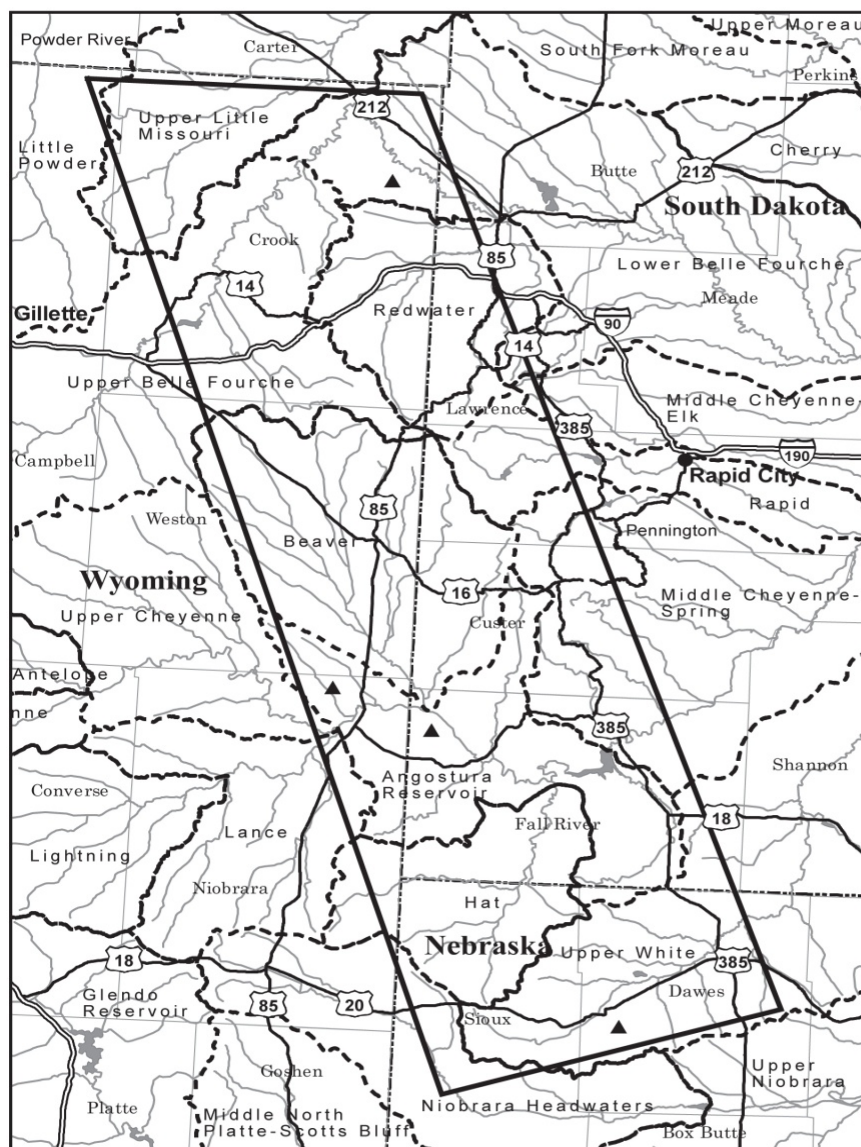 Upper Moreau
Powder River
Carter
South Fork Moreau
Perkins
212
Upper Little
Missouri
Little
Powder
Cherry
Butte
212
South Dakota
Crook
85
Lower Belle Fourche
14
Meade
Gillette
Redwater
90
14
Upper Belle Fourche
Lawrence
Middle Cheyenne-
Elk
385
Campbell
190
Rapid City
85
Weston
Rapid
Beaver
Pennington
Wyoming
16
Middle Cheyenne-
Spring
Upper Cheyenne
Custer
Antelope
nne
385
Angostura
Reservoir
Shannon
Converse
18
Fall River
Lance
Lightning
Niobrara
Hat
Nebraska
Upper White
18
385
Glendo
Reservoir
85
20
Dawes
Sioux
Goshen
Upper
Niobrara
Platte
Middle North
Platte-Scotts Bluff
Niobrara Headwaters
Box Butte